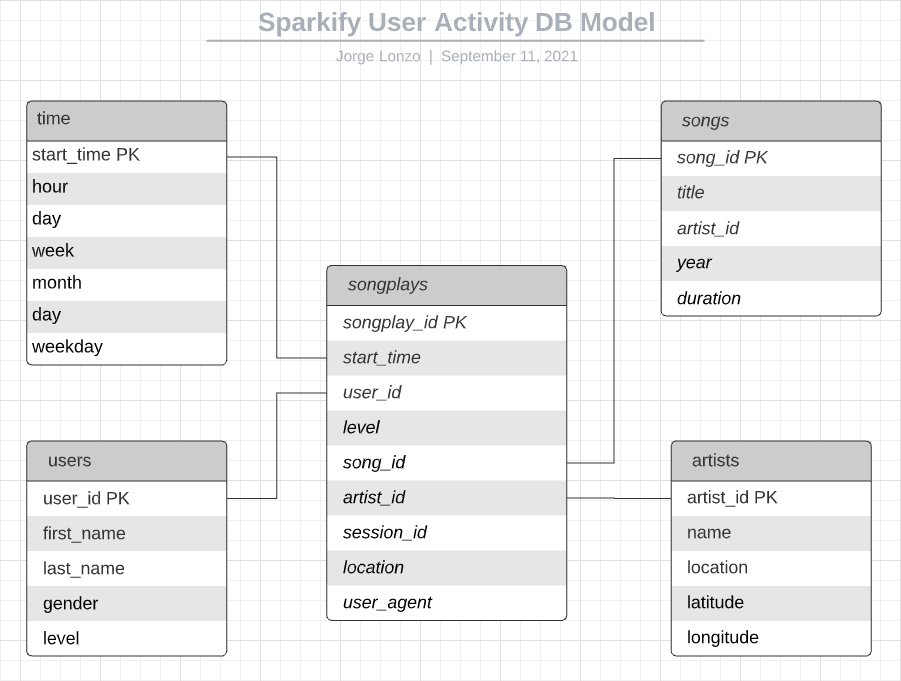 Sparkify User Activity DB Model
Jorge Lonzo | September 11, 2021
time
start_time PK
hour
day
week
month
day
weekday
users
user_id PK
first_name
last_name
gender
level
songplays
songplay_id PK
start_time
user_id
level
song_id
artist_id
session_id
location
user_agent
songs
song_id PK
title
artist_id
year
duration
artists
artist_id PK
name
location
latitude
longitude